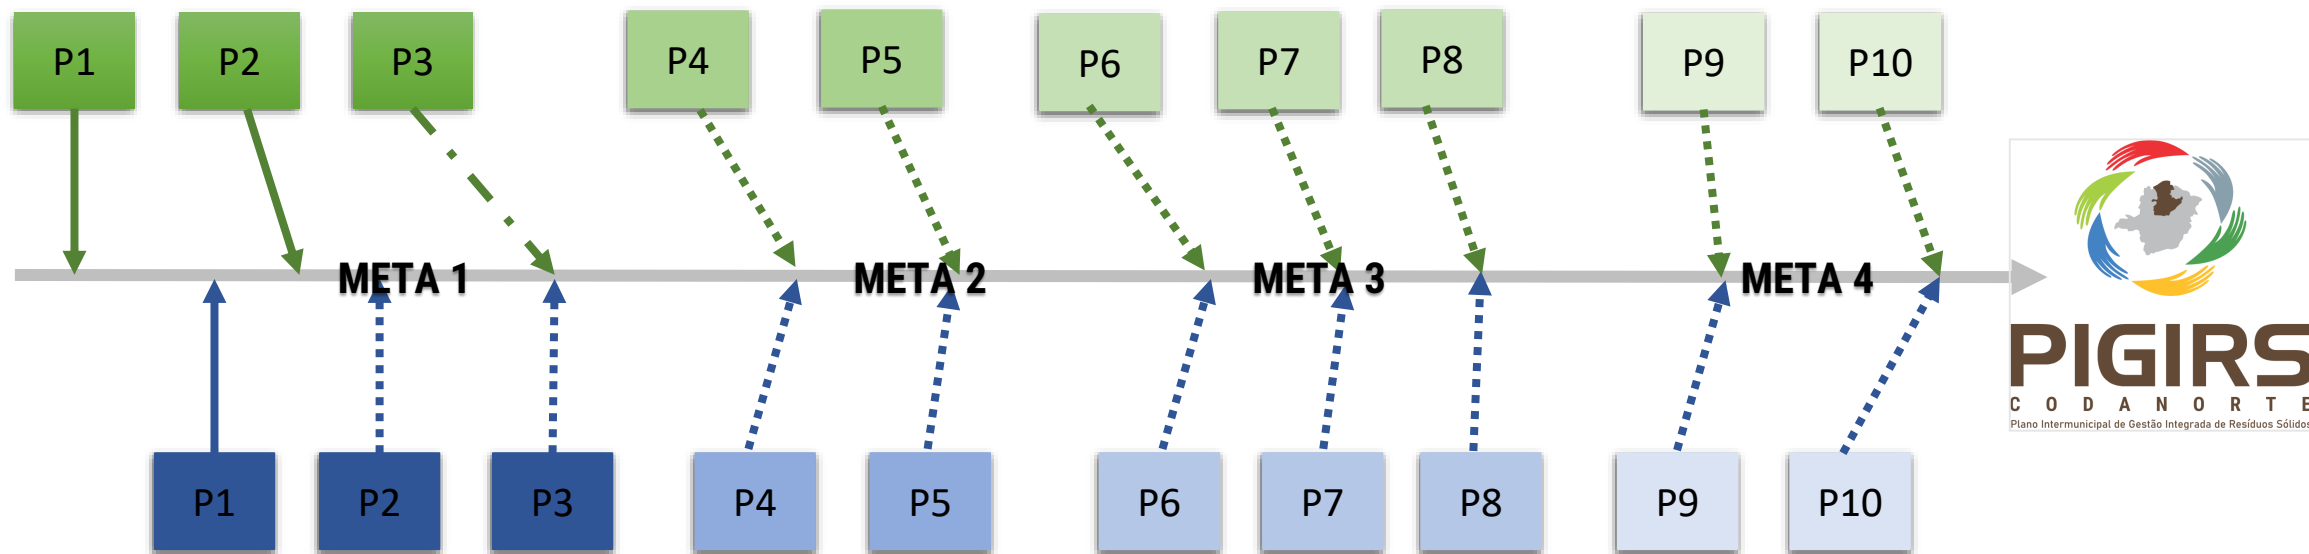 P1 P2 P3 P4 P5 P6 P7 P8 P9 P10
META 1 META 2 META 3 META 4
PIGIRS
CODANORTE
Plano Intermunicipal de Gestão Integrada de Resíduos Sólidos
P1 P2 P3 P4 P5 P6 P7 P8 P9 P10